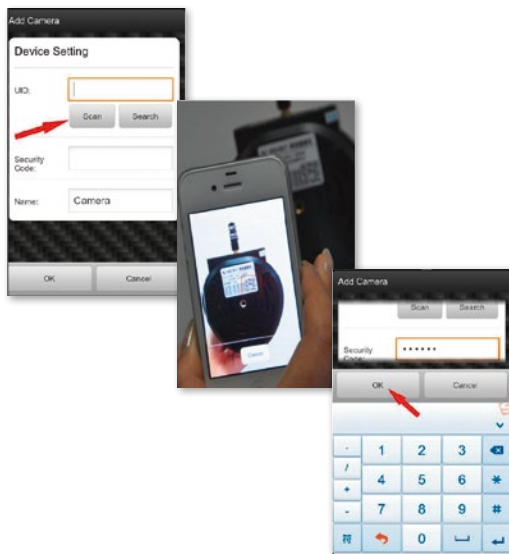 Add Camera
Device Setting
UID:
Scan Search
Security
Code:
Name: Camera
OK Cancel
Cancel
Add Camera
Scan Search
Security
Code:
••••••
OK Cancel
- 1 2 3
/
+ 4 5 6 *
- 7 8 9 #
符 0